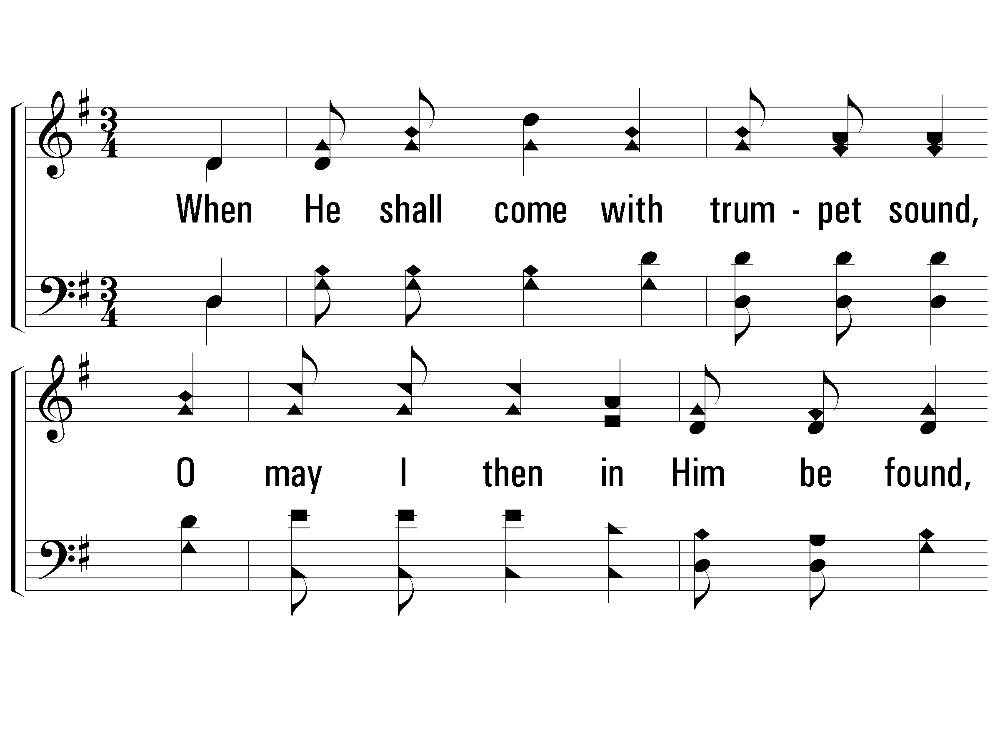 When He shall come with trum - pet sound,
O may I then in Him be found,